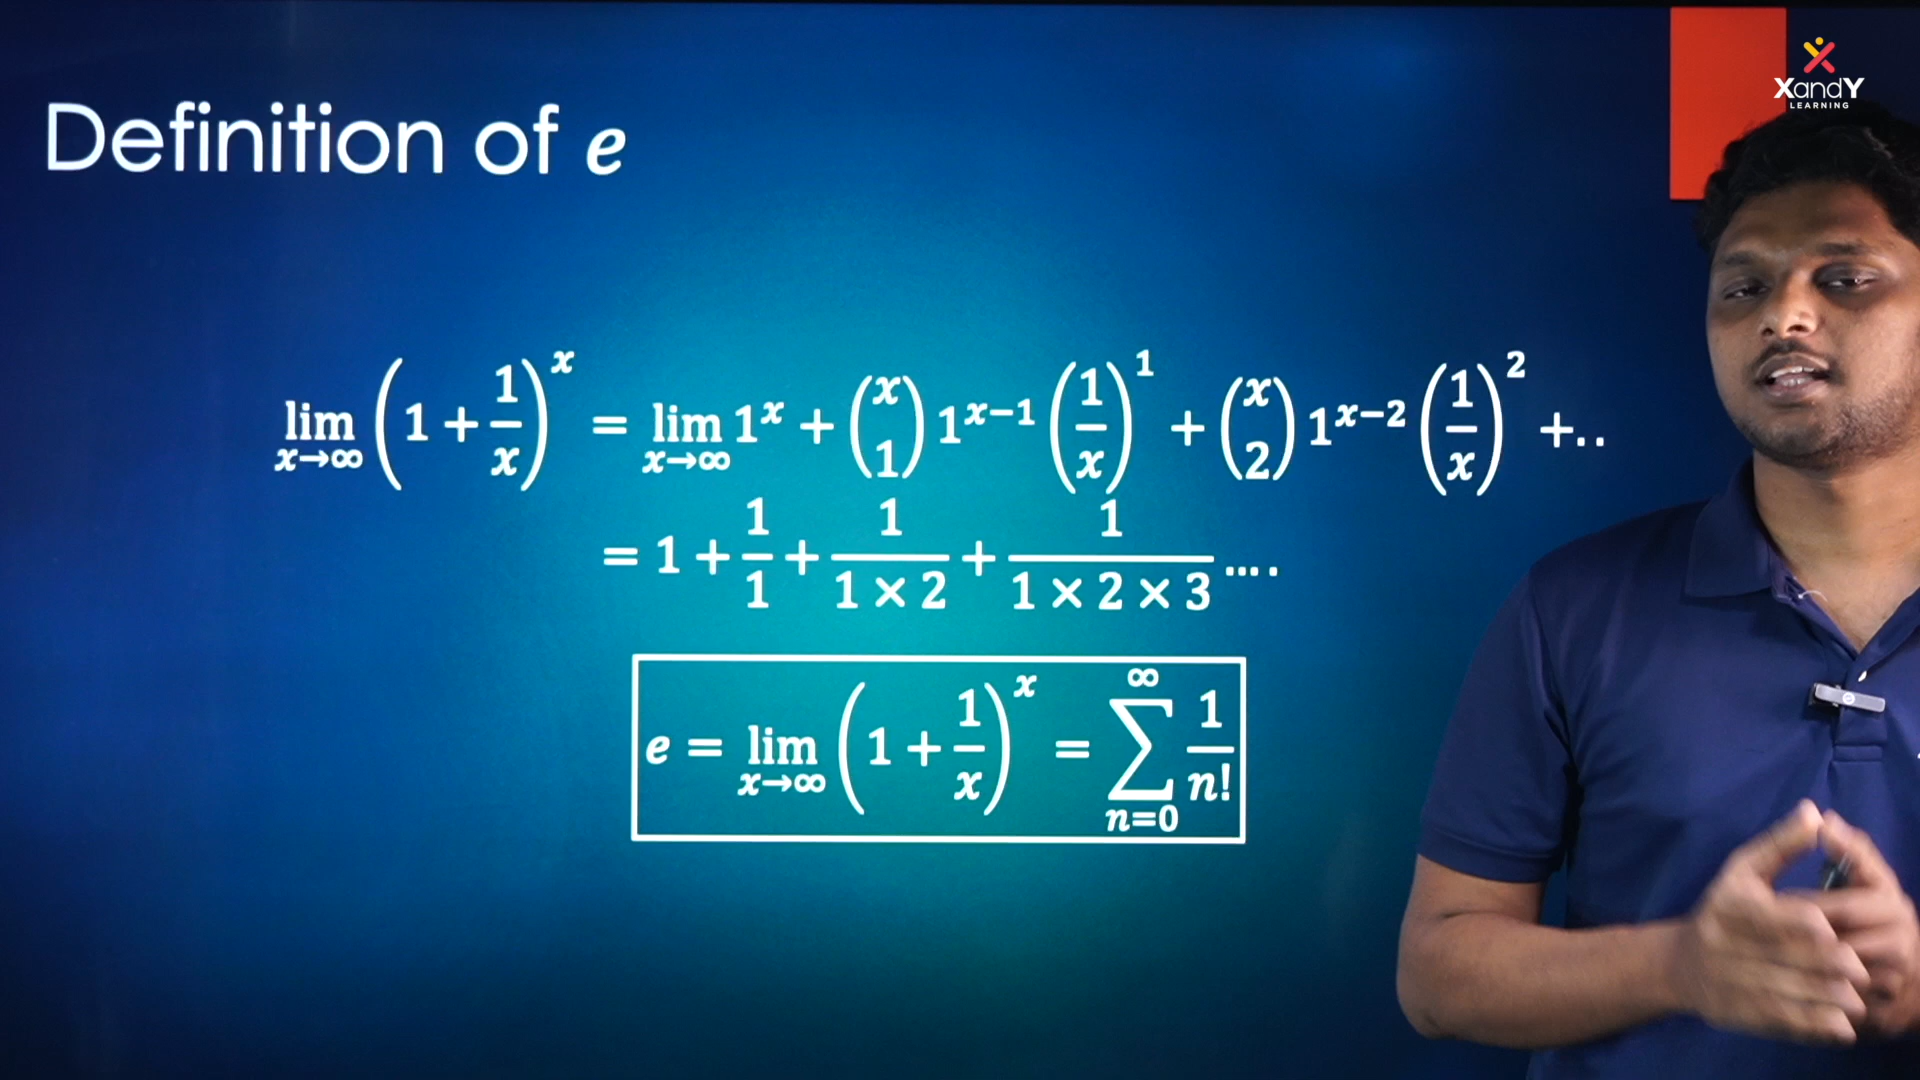 XandY
LEARNING
Definition of e
lim x→∞ (1 + 1/x)^x = lim x→∞ 1^x + (x 1) 1^(x−1) (1/x)^1 + (x 2) 1^(x−2) (1/x)^2 +..
= 1 + 1/1 + 1/(1 × 2) + 1/(1 × 2 × 3) ....
e = lim x→∞ (1 + 1/x)^x = ∑ n=0 ∞ 1/n!